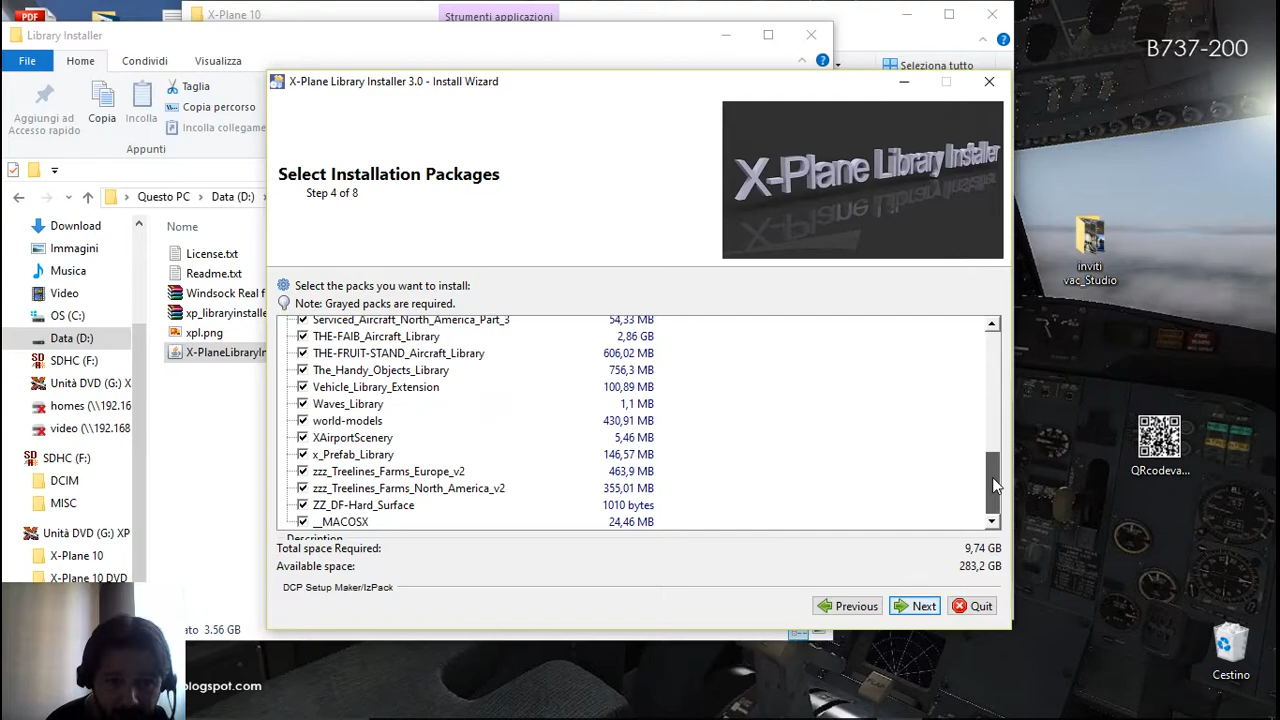 X-Plane 10
Strumenti applicazioni
Library Installer
B737-200
File
Home
Condividi
Visualizza
Seleziona tutto
Aggiungi ad
Accesso rapido
Copia
Incolla
Taglia
Copia percorso
Incolla collegame
Appunti
Questo PC
Data (D:)
Download
Immagini
Musica
Video
OS (C:)
Data (D:)
SDHC (F:)
Unità DVD (G:) X
homes (\\192.16
video (\\192.168
SDHC (F:)
DCIM
MISC
Unità DVD (G:) XP
X-Plane 10
X-Plane 10 DVD
Nome
License.txt
Readme.txt
Windsock Real f
xp_libraryinstalle
xpl.png
X-PlaneLibraryIn
ato 3.56 GB
blogspot.com
X-Plane Library Installer 3.0 - Install Wizard
Select Installation Packages
Step 4 of 8
X-Plane Library Installer
Select the packs you want to install:
Note: Grayed packs are required.
Serviced_Aircraft_North_America_Part_3 54,33 MB
THE-FAIB_Aircraft_Library 2,86 GB
THE-FRUIT-STAND_Aircraft_Library 606,02 MB
The_Handy_Objects_Library 756,3 MB
Vehicle_Library_Extension 100,89 MB
Waves_Library 1,1 MB
world-models 430,91 MB
XAirportScenery 5,46 MB
x_Prefab_Library 146,57 MB
zzz_Treelines_Farms_Europe_v2 463,9 MB
zzz_Treelines_Farms_North_America_v2 355,01 MB
ZZ_DF-Hard_Surface 1010 bytes
__MACOSX 24,46 MB
Description
Total space Required: 9,74 GB
Available space: 283,2 GB
DCP Setup Maker/IzPack
Previous
Next
Quit
PDF
inviti
vac_Studio
QRcodeva...
Cestino